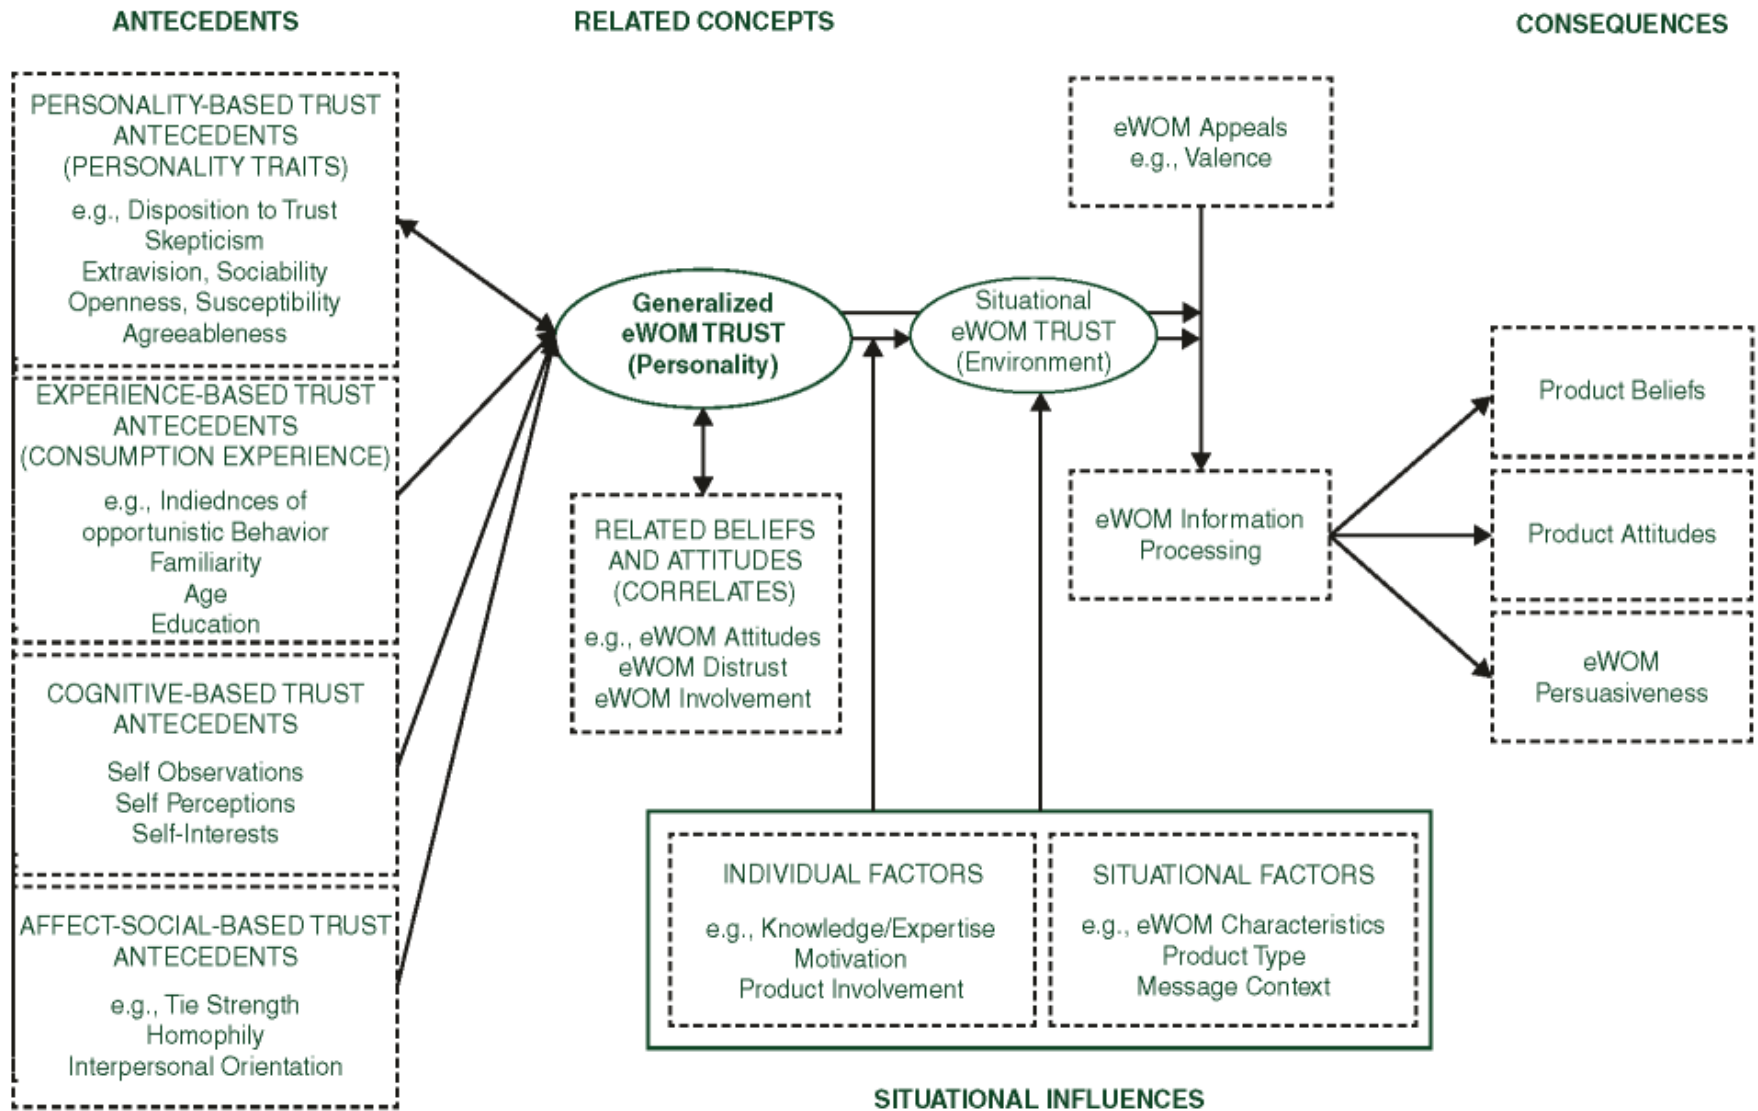 ANTECEDENTS
RELATED CONCEPTS
CONSEQUENCES
PERSONALITY-BASED TRUST
ANTECEDENTS
(PERSONALITY TRAITS)
e.g., Disposition to Trust
Skepticism
Extravision, Sociability
Openness, Susceptibility
Agreeableness
EXPERIENCE-BASED TRUST
ANTECEDENTS
(CONSUMPTION EXPERIENCE)
e.g., Indiednces of
opportunistic Behavior
Familiarity
Age
Education
COGNITIVE-BASED TRUST
ANTECEDENTS
Self Observations
Self Perceptions
Self-Interests
AFFECT-SOCIAL-BASED TRUST
ANTECEDENTS
e.g., Tie Strength
Homophily
Interpersonal Orientation
Generalized
eWOM TRUST
(Personality)
RELATED BELIEFS
AND ATTITUDES
(CORRELATES)
e.g., eWOM Attitudes
eWOM Distrust
eWOM Involvement
Situational
eWOM TRUST
(Environment)
eWOM Appeals
e.g., Valence
eWOM Information
Processing
Product Beliefs
Product Attitudes
eWOM
Persuasiveness
INDIVIDUAL FACTORS
e.g., Knowledge/Expertise
Motivation
Product Involvement
SITUATIONAL FACTORS
e.g., eWOM Characteristics
Product Type
Message Context
SITUATIONAL INFLUENCES